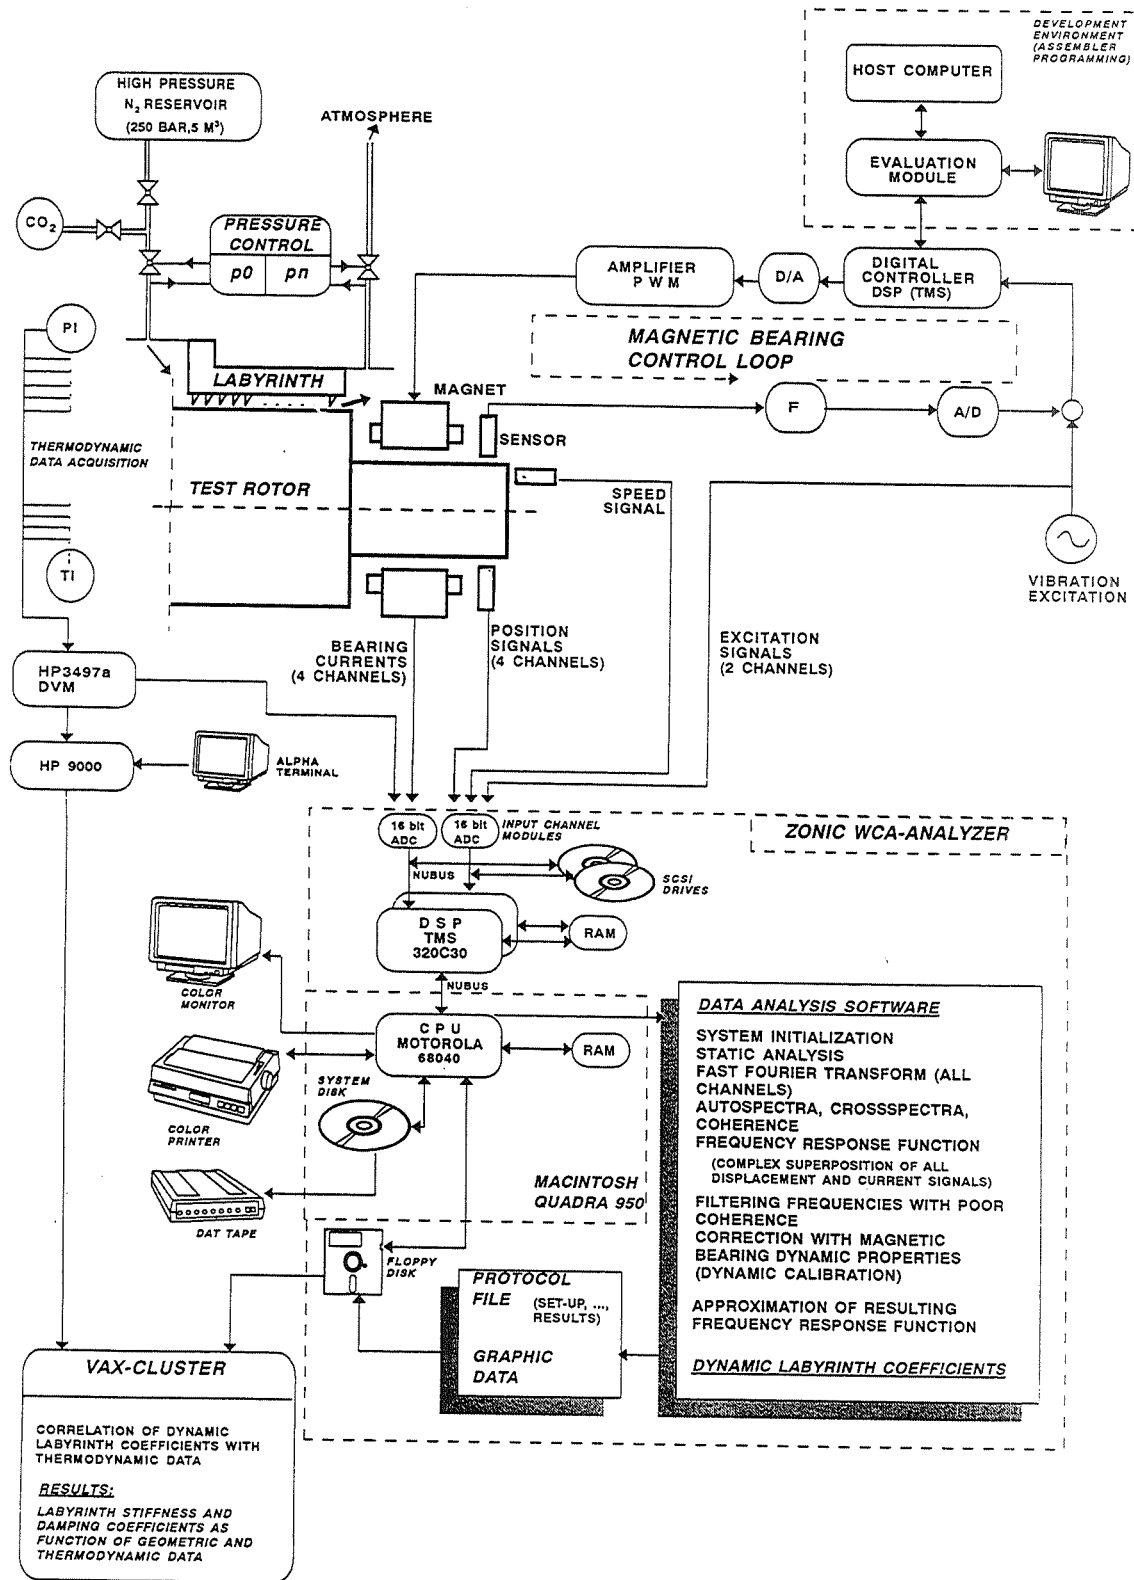 DEVELOPMENT
ENVIRONMENT
(ASSEMBLER
PROGRAMMING)
HOST COMPUTER
EVALUATION
MODULE
HIGH PRESSURE
N₂ RESERVOIR
(250 BAR,5 M³)
ATMOSPHERE
CO₂
PRESSURE
CONTROL
p0
pn
AMPLIFIER
P W M
D/A
DIGITAL
CONTROLLER
DSP (TMS)
MAGNETIC BEARING
CONTROL LOOP
PI
LABYRINTH
MAGNET
SENSOR
F
A/D
THERMODYNAMIC
DATA ACQUISITION
TEST ROTOR
SPEED
SIGNAL
TI
VIBRATION
EXCITATION
BEARING
CURRENTS
(4 CHANNELS)
POSITION
SIGNALS
(4 CHANNELS)
EXCITATION
SIGNALS
(2 CHANNELS)
HP3497a
DVM
HP 9000
ALPHA
TERMINAL
16 bit
ADC
16 bit
ADC
INPUT CHANNEL
MODULES
ZONIC WCA-ANALYZER
NUBUS
SCSI
DRIVES
D S P
TMS
320C30
RAM
NUBUS
COLOR
MONITOR
C P U
MOTOROLA
68040
RAM
SYSTEM
DISK
COLOR
PRINTER
DAT TAPE
MACINTOSH
QUADRA 950
FLOPPY
DISK
DATA ANALYSIS SOFTWARE
SYSTEM INITIALIZATION
STATIC ANALYSIS
FAST FOURIER TRANSFORM (ALL
CHANNELS)
AUTOSPECTRA, CROSSSPECTRA,
COHERENCE
FREQUENCY RESPONSE FUNCTION
(COMPLEX SUPERPOSITION OF ALL
DISPLACEMENT AND CURRENT SIGNALS)
FILTERING FREQUENCIES WITH POOR
COHERENCE
CORRECTION WITH MAGNETIC
BEARING DYNAMIC PROPERTIES
(DYNAMIC CALIBRATION)
APPROXIMATION OF RESULTING
FREQUENCY RESPONSE FUNCTION
DYNAMIC LABYRINTH COEFFICIENTS
PROTOCOL
FILE (SET-UP, ...,
RESULTS)
GRAPHIC
DATA
VAX-CLUSTER
CORRELATION OF DYNAMIC
LABYRINTH COEFFICIENTS WITH
THERMODYNAMIC DATA
RESULTS:
LABYRINTH STIFFNESS AND
DAMPING COEFFICIENTS AS
FUNCTION OF GEOMETRIC AND
THERMODYNAMIC DATA